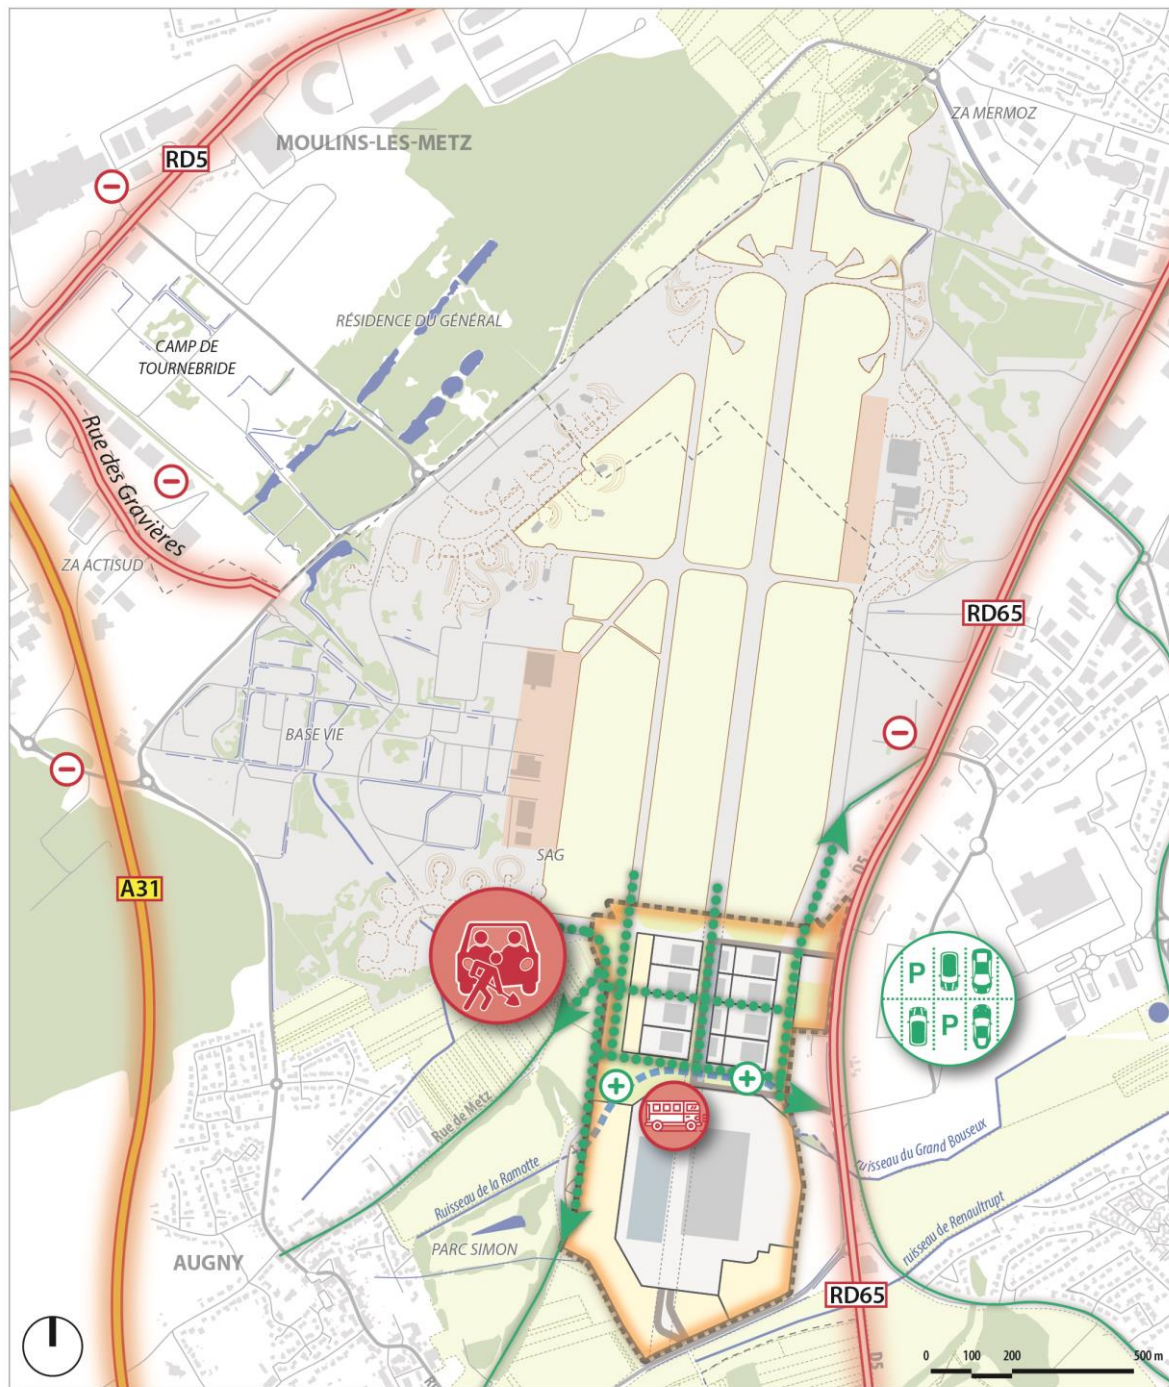 ZA MERMOZ
MOULINS-LES-METZ
RD5
RÉSIDENCE DU GÉNÉRAL
CAMP DE
TOURNEBRIDE
Rue des Gravières
ZA ACTISUD
RD65
BASE VIE
A31
SAG
D5
P
P
Rue de Metz
ruisseau du Grand Bouseux
Ruisseau de la Ramotte
ruisseau de Renaultrupt
PARC SIMON
AUGNY
RD65
D5
0 100 200 500 m